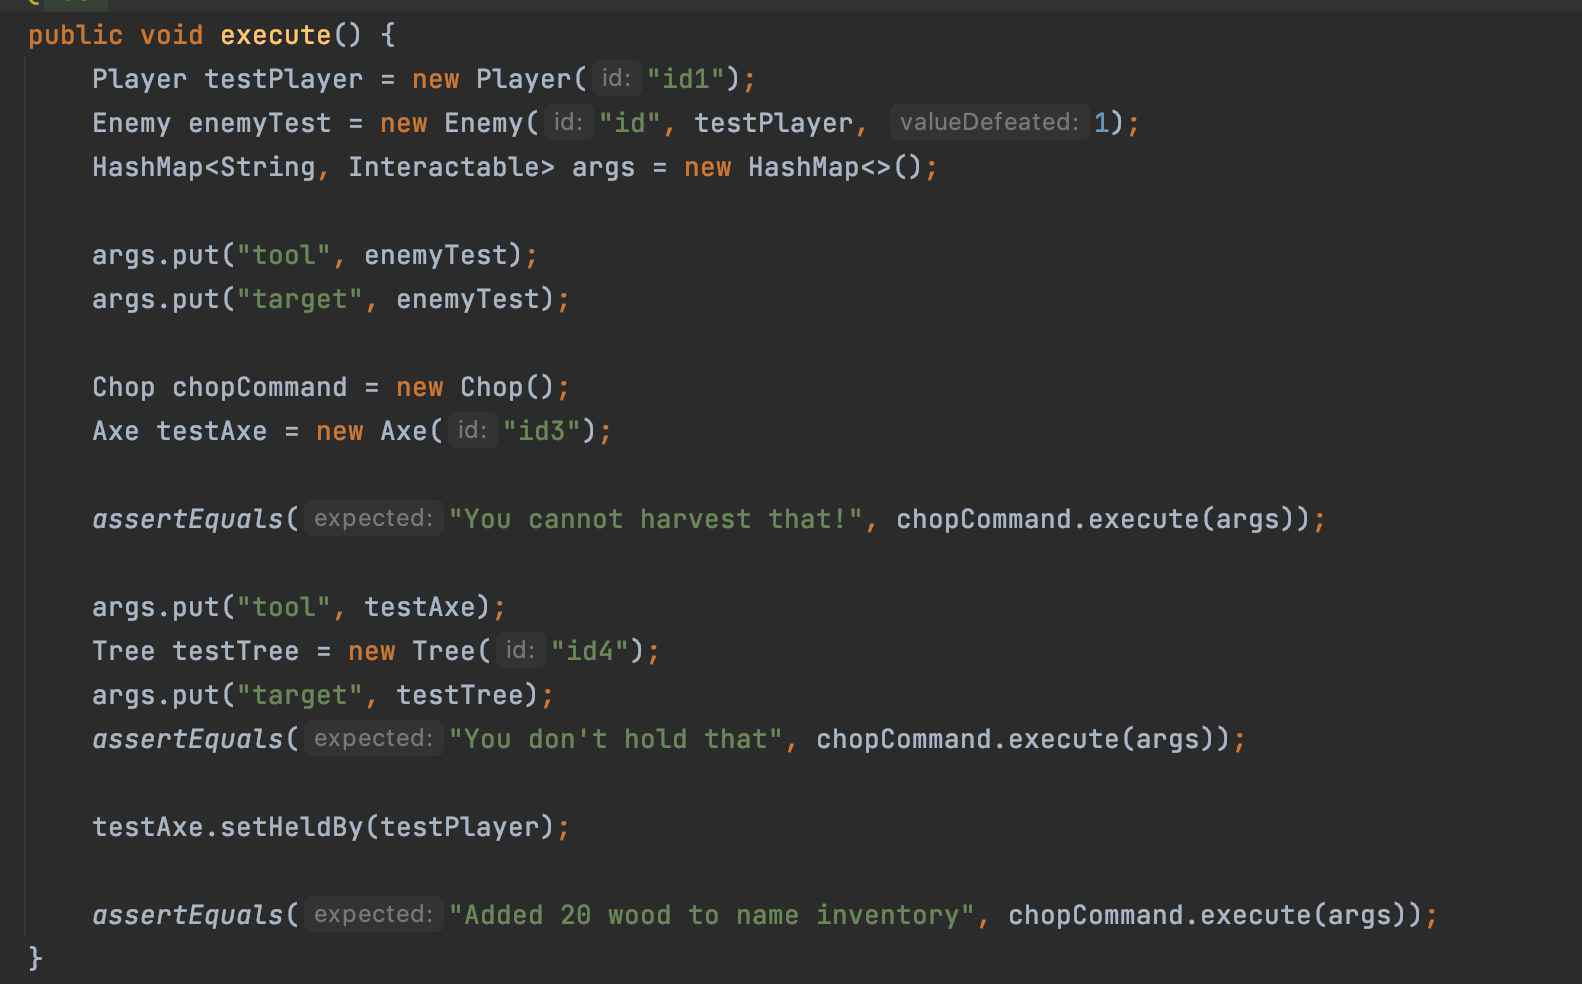 public void execute() {
Player testPlayer = new Player( id: "id1");
Enemy enemyTest = new Enemy( id: "id", testPlayer, valueDefeated: 1);
HashMap<String, Interactable> args = new HashMap<>();
args.put("tool", enemyTest);
args.put("target", enemyTest);
Chop chopCommand = new Chop();
Axe testAxe = new Axe( id: "id3");
assertEquals( expected: "You cannot harvest that!", chopCommand.execute(args));
args.put("tool", testAxe);
Tree testTree = new Tree( id: "id4");
args.put("target", testTree);
assertEquals( expected: "You don't hold that", chopCommand.execute(args));
testAxe.setHeldBy(testPlayer);
assertEquals( expected: "Added 20 wood to name inventory", chopCommand.execute(args));
}